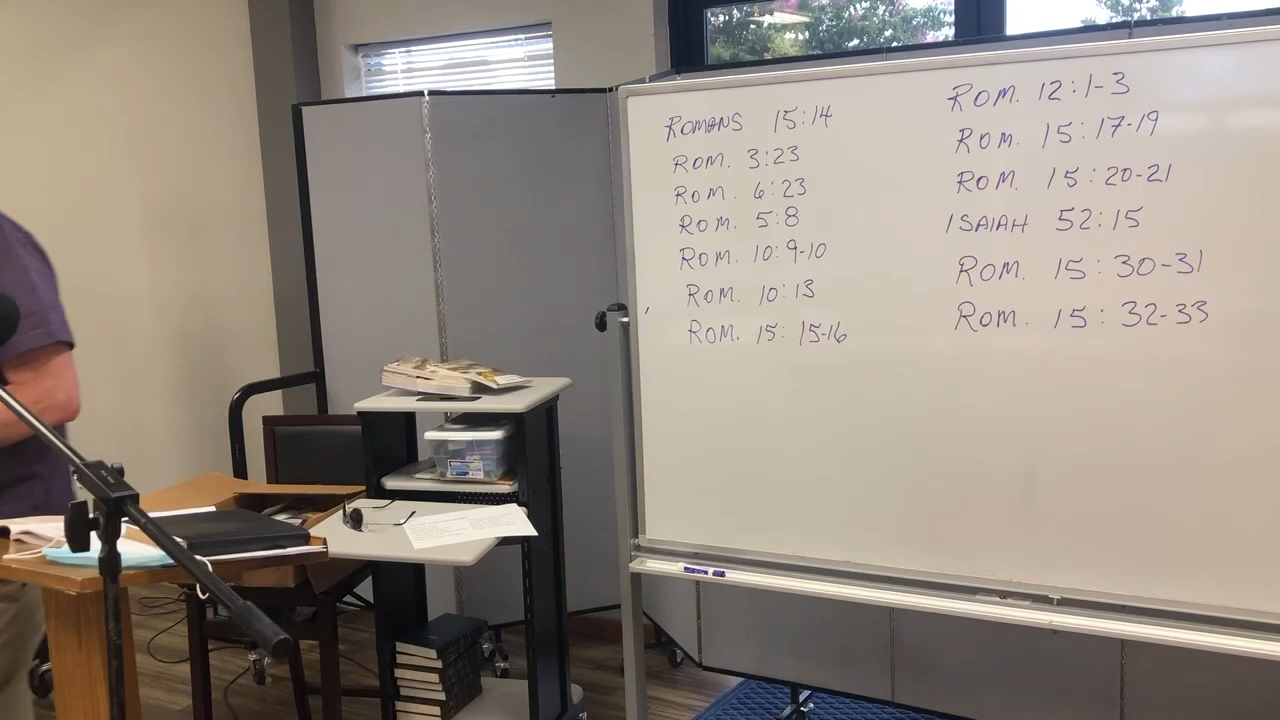 ROMANS 15:14
ROM. 3:23
ROM. 6:23
ROM. 5:8
ROM. 10:9-10
ROM. 10:13
ROM. 15:15-16
ROM. 12:1-3
ROM. 15:17-19
ROM. 15:20-21
ISAIAH 52:15
ROM. 15:30-31
ROM. 15:32-33